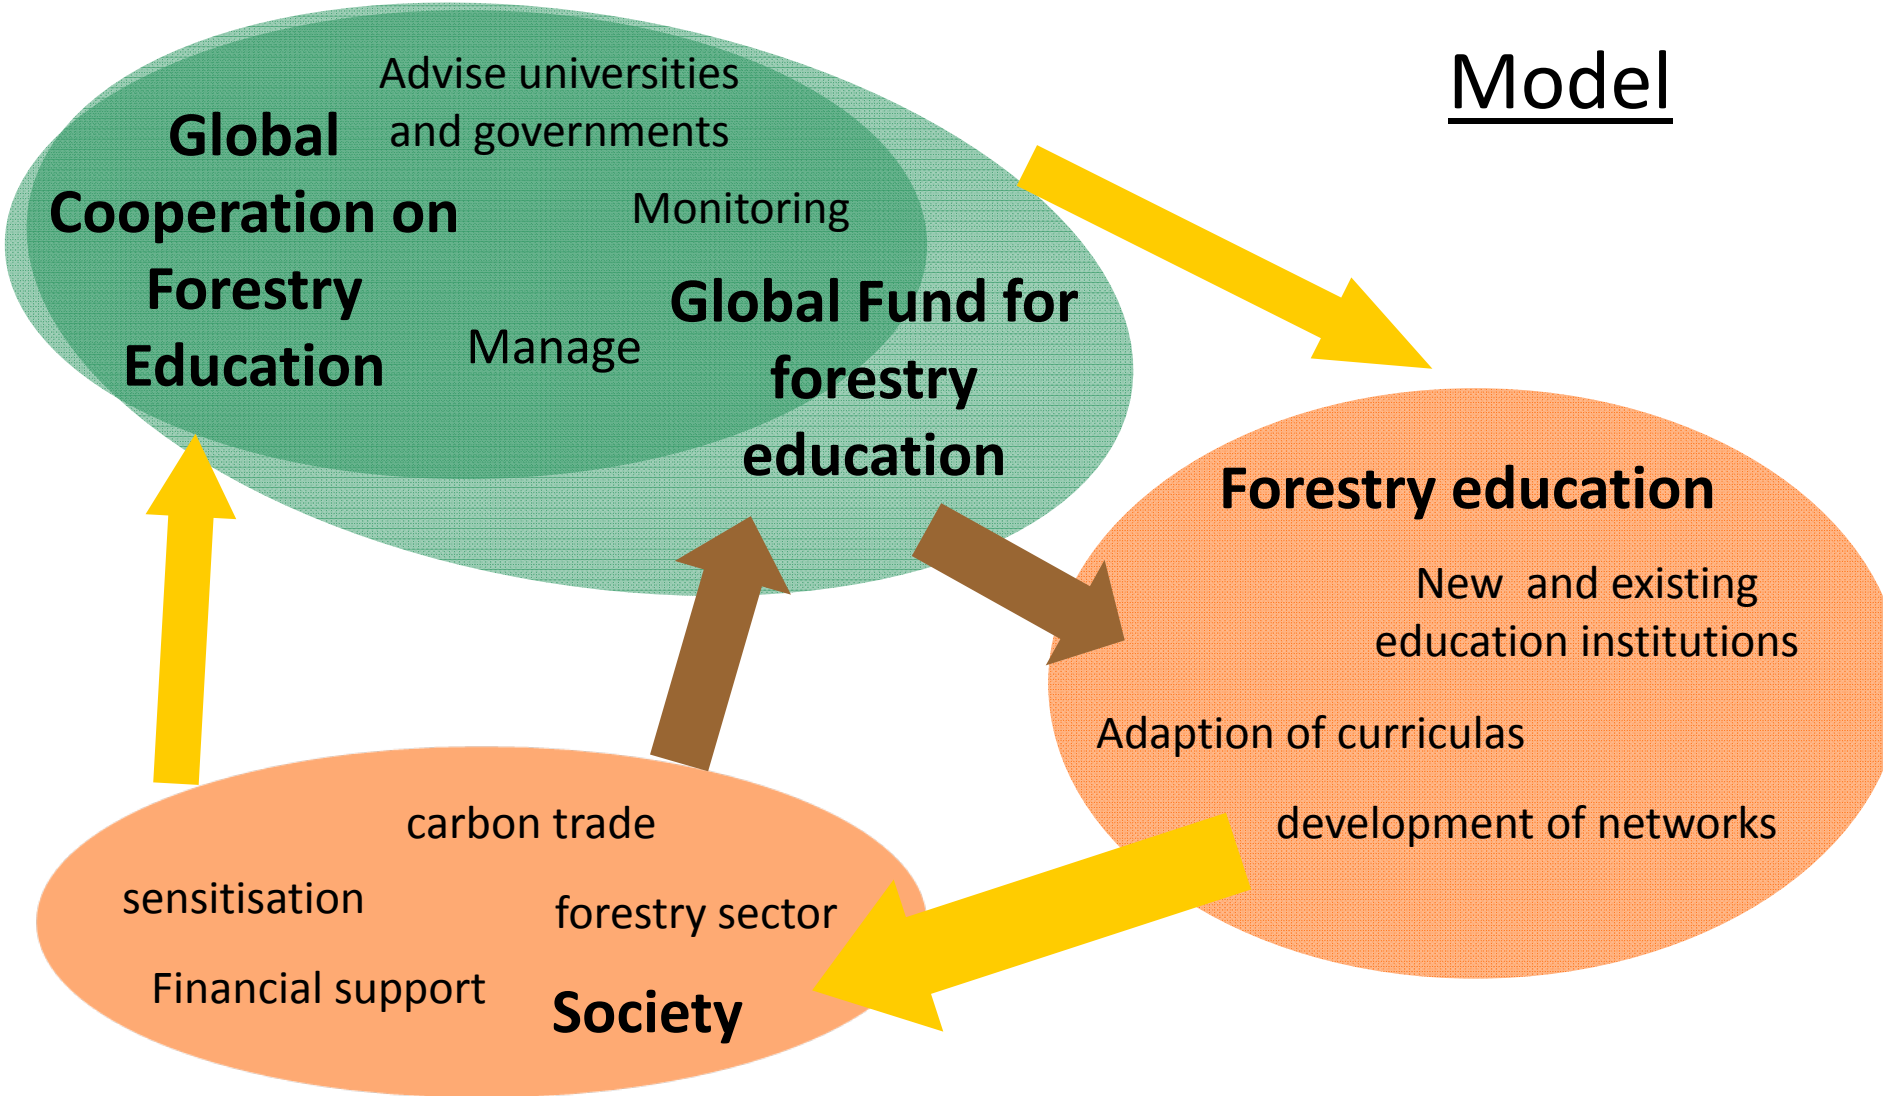 Model
Advise universities
and governments
Global
Cooperation on
Forestry
Education
Monitoring
Manage
Global Fund for
forestry
education
Forestry education
New  and existing
education institutions
Adaption of curriculas
development of networks
carbon trade
sensitisation
forestry sector
Financial support
Society